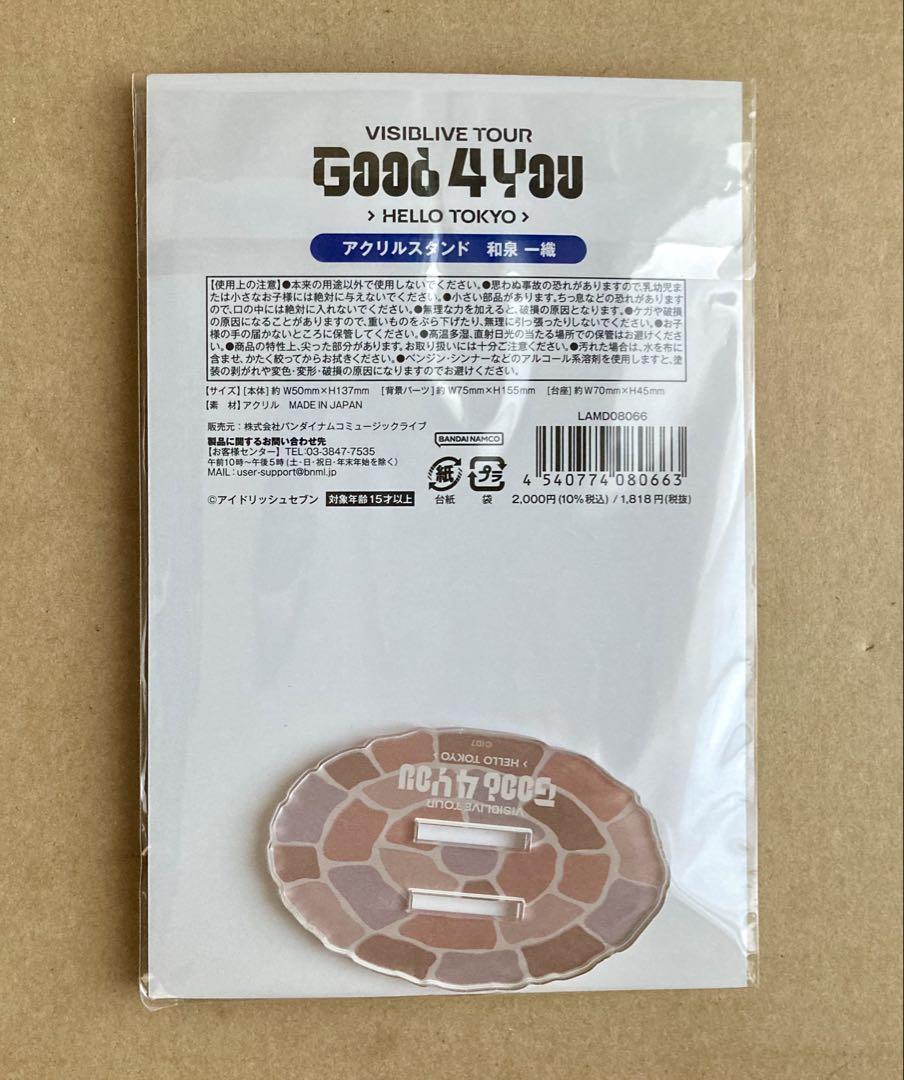 VISIBLIVE TOUR
Good 4 You
> HELLO TOKYO >
アクリルスタンド 和泉 一織
【使用上の注意】●本来の用途以外で使用しないでください。●思わぬ事故の恐れがありますので、乳幼児ま
たは小さなお子様には絶対に与えないでください。●小さい部品があります。ちっ息などの恐れがあります
ので、口の中には絶対に入れないでください。●無理な力を加えると、破損の原因となります。●ケガや破損
の原因になることがありますので、重いものをぶら下げたり、無理に引っ張ったりしないでください。●お子
様の手の届かないところに保管してください。●高温多湿、直射日光の当たる場所での保管はお避けくださ
い。●商品の特性上、尖った部分があります。お取り扱いには十分ご注意ください。●汚れた場合は、水を布に
含ませ、かたく絞ってからお拭きください。●ベンジン・シンナーなどのアルコール系溶剤を使用しますと、塗
装の剥がれや変色・変形・破損の原因になりますのでお避けください。
【サイズ】[本体]約 W50mm×H137mm [背景パーツ]約 W75mm×H155mm [台座]約 W70mm×H45mm
【素 材】アクリル MADE IN JAPAN
LAMD08066
販売元：株式会社バンダイナムコミュージックライブ
製品に関するお問い合わせ先
【お客様センター】TEL:03-3847-7535
午前10時～午後5時（土・日・祝日・年末年始を除く）
MAIL：user-support@bnml.jp
BANDAI NAMCO
紙
プラ
台紙
袋
4 540774 080663
©アイドリッシュセブン 対象年齢15才以上
2,000円(10%税込)/1,818円(税抜)
©ID7
> HELLO TOKYO >
Good 4 You
VISIBLIVE TOUR